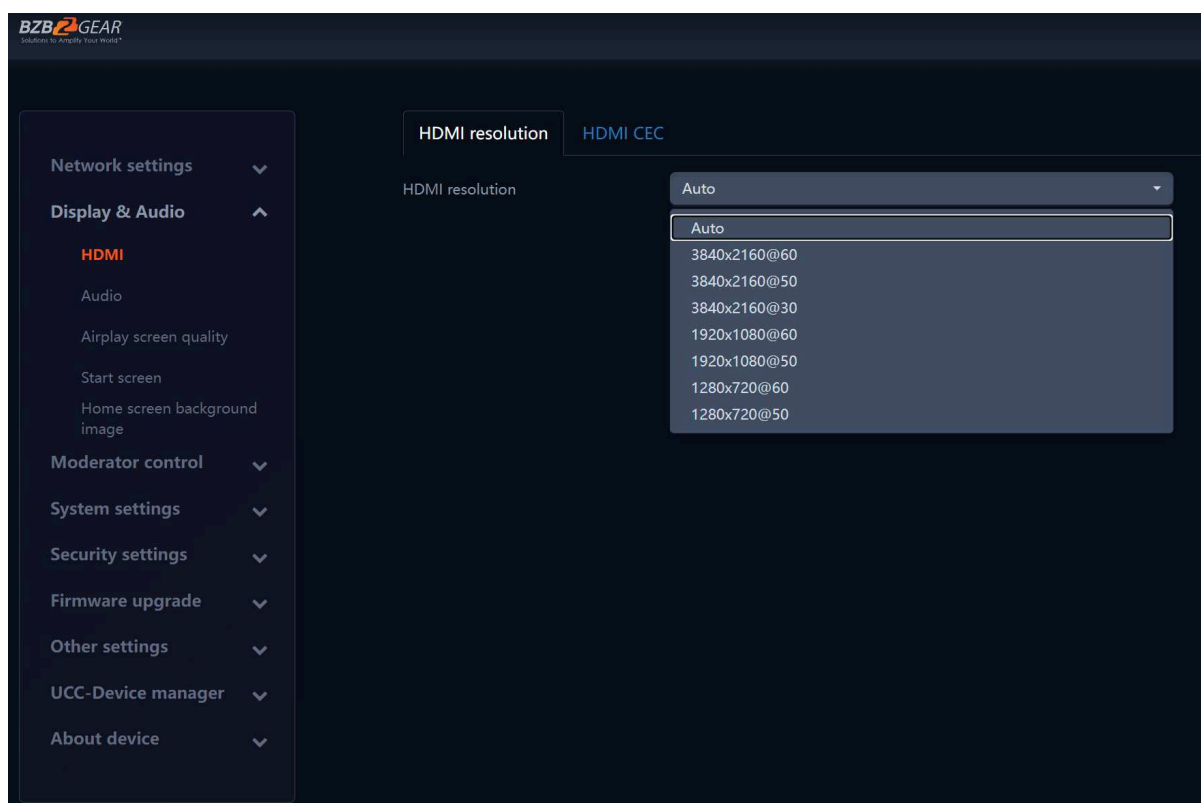 BZBGEAR
Solutions to Amplify Your World
Network settings
Display & Audio
HDMI
Audio
Airplay screen quality
Start screen
Home screen background
image
Moderator control
System settings
Security settings
Firmware upgrade
Other settings
UCC-Device manager
About device
HDMI resolution
HDMI CEC
HDMI resolution
Auto
Auto
3840x2160@60
3840x2160@50
3840x2160@30
1920x1080@60
1920x1080@50
1280x720@60
1280x720@50